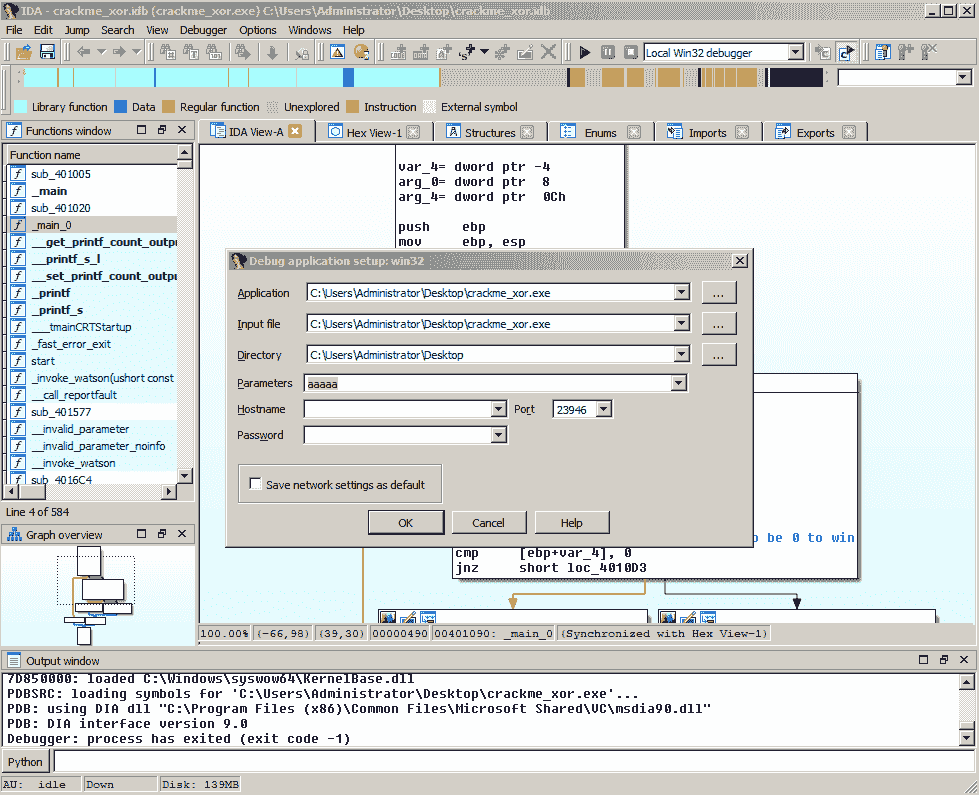 IDA - crackme_xor.idb (crackme_xor.exe) C:\Users\Administrator\Desktop\crackme_xor.idb
File Edit Jump Search View Debugger Options Windows Help
Local Win32 debugger
Library function Data Regular function Unexplored Instruction External symbol
Functions window
IDA View-A Hex View-1 Structures Enums Imports Exports
Function name
sub_401005
_main
sub_401020
_main_0
__get_printf_count_outpu
__printf_s_l
__set_printf_count_outpu
_printf
_printf_s
___tmainCRTStartup
_fast_error_exit
start
_invoke_watson(ushort const
__call_reportfault
sub_401577
__invalid_parameter
__invalid_parameter_noinfo
__invoke_watson
sub_4016C4
Line 4 of 584
Graph overview
var_4= dword ptr -4
arg_0= dword ptr  8
arg_4= dword ptr  0Ch
push    ebp
mov     ebp, esp
Debug application setup: win32
Application C:\Users\Administrator\Desktop\crackme_xor.exe ...
Input file C:\Users\Administrator\Desktop\crackme_xor.exe ...
Directory C:\Users\Administrator\Desktop ...
Parameters aaaaa
Hostname Port 23946
Password
Save network settings as default
OK Cancel Help
o be 0 to win
cmp     [ebp+var_4], 0
jnz     short loc_4010D3
100.00% (-66,98) (39,30) 00000490 00401090: _main_0 (Synchronized with Hex View-1)
Output window
7D850000: loaded C:\Windows\syswow64\KernelBase.dll
PDBSRC: loading symbols for 'C:\Users\Administrator\Desktop\crackme_xor.exe'...
PDB: using DIA dll "C:\Program Files (x86)\Common Files\Microsoft Shared\VC\msdia90.dll"
PDB: DIA interface version 9.0
Debugger: process has exited (exit code -1)
Python
AU: idle Down Disk: 139MB